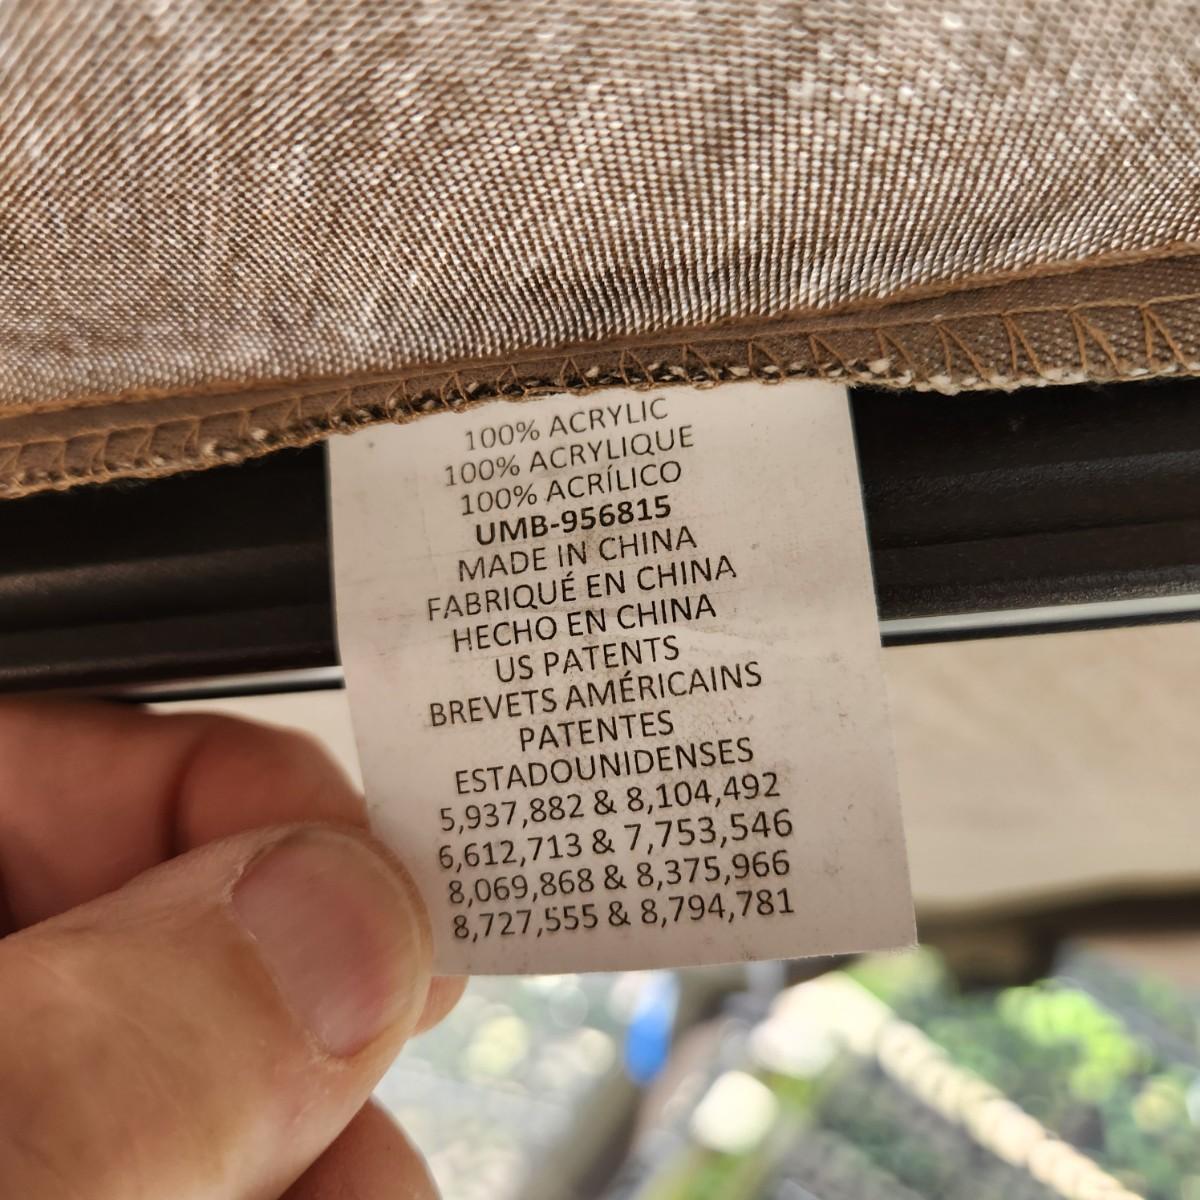 100% ACRYLIC
100% ACRYLIQUE
100% ACRÍLICO
UMB-956815
MADE IN CHINA
FABRIQUÉ EN CHINA
HECHO EN CHINA
US PATENTS
BREVETS AMÉRICAINS
PATENTES
ESTADOUNIDENSES
5,937,882 & 8,104,492
6,612,713 & 7,753,546
8,069,868 & 8,375,966
8,727,555 & 8,794,781